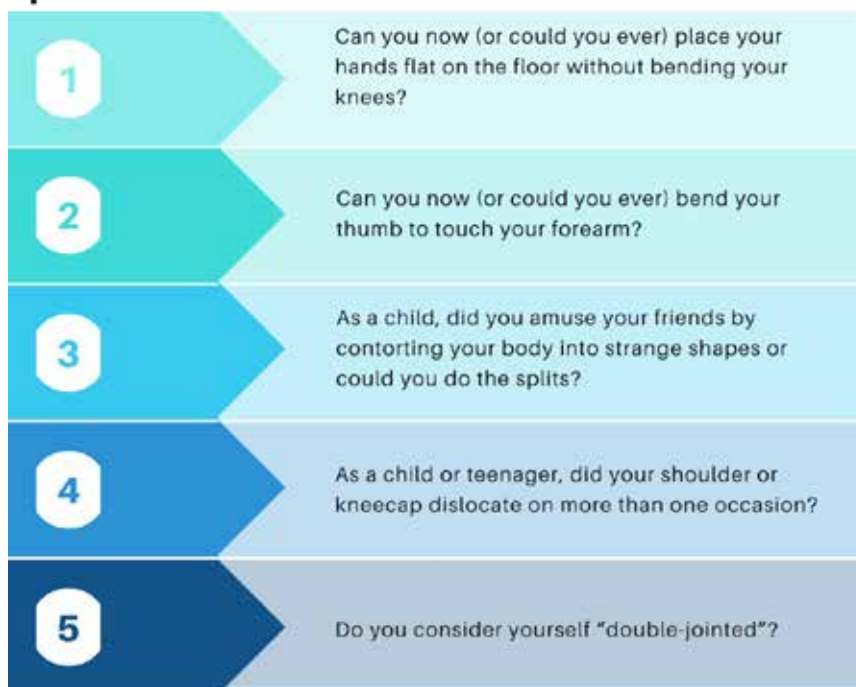 1
Can you now (or could you ever) place your
hands flat on the floor without bending your
knees?
2
Can you now (or could you ever) bend your
thumb to touch your forearm?
3
As a child, did you amuse your friends by
contorting your body into strange shapes or
could you do the splits?
4
As a child or teenager, did your shoulder or
kneecap dislocate on more than one occasion?
5
Do you consider yourself “double-jointed”?